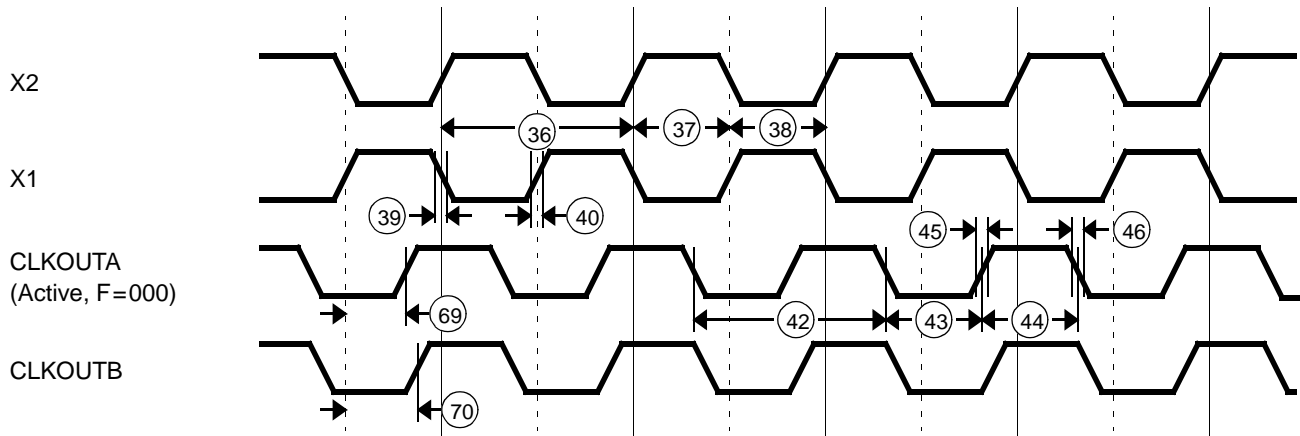 X2
36
37
38
X1
39
40
45
46
CLKOUTA
(Active, F=000)
69
42
43
44
CLKOUTB
70